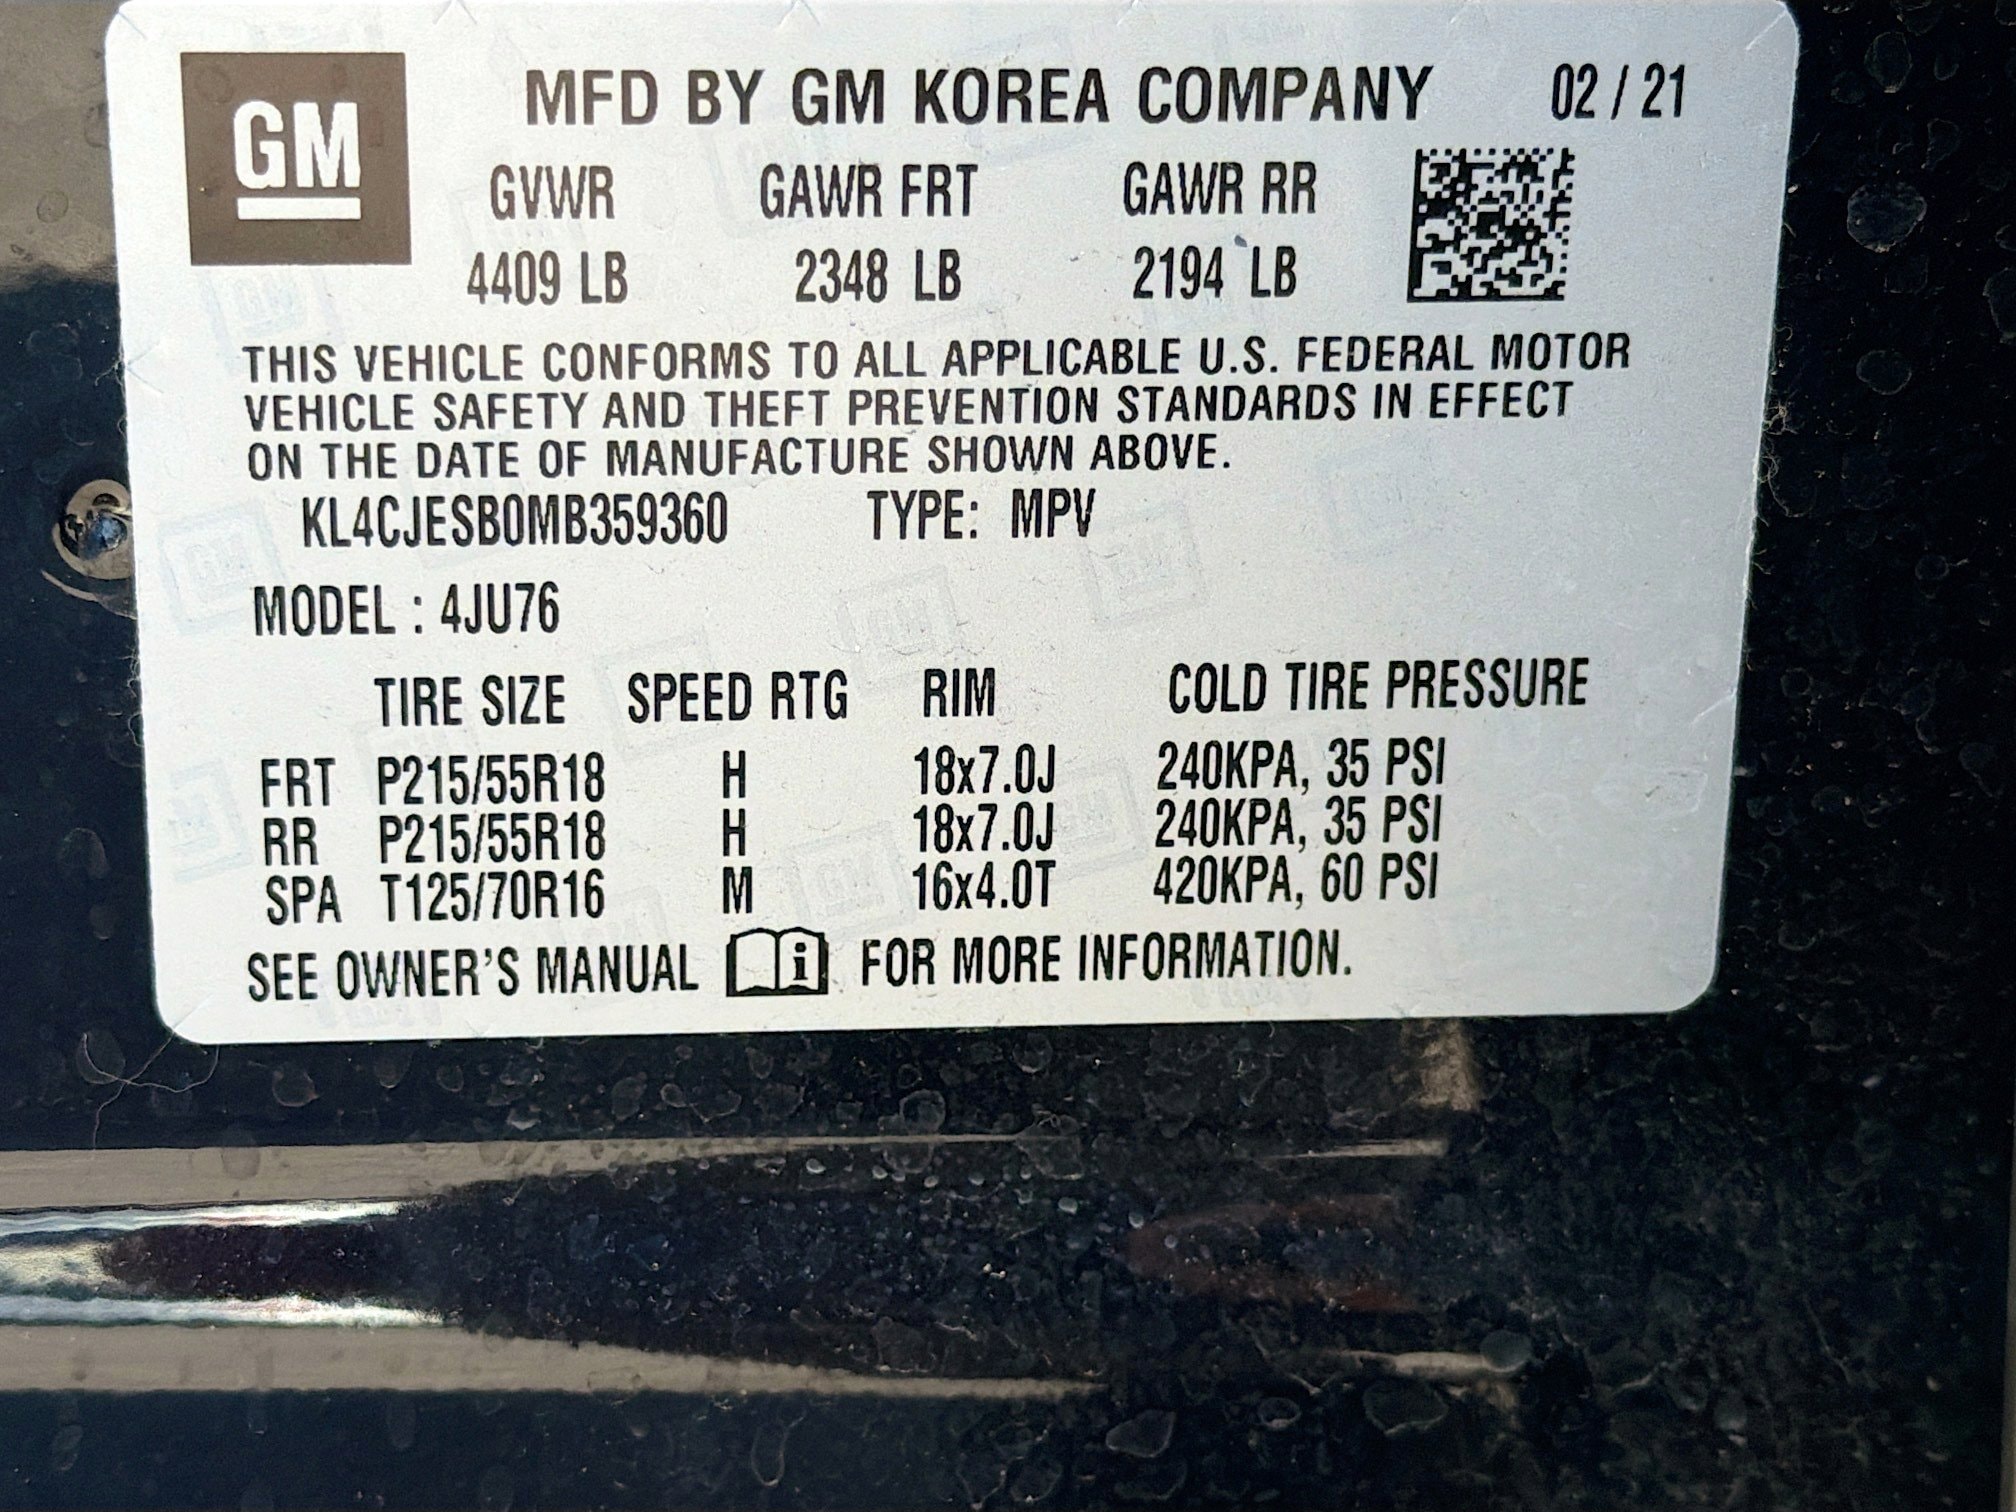 GM MFD BY GM KOREA COMPANY 02 / 21
GVWR GAWR FRT GAWR RR
4409 LB 2348 LB 2194 LB
THIS VEHICLE CONFORMS TO ALL APPLICABLE U.S. FEDERAL MOTOR
VEHICLE SAFETY AND THEFT PREVENTION STANDARDS IN EFFECT
ON THE DATE OF MANUFACTURE SHOWN ABOVE.
KL4CJESB0MB359360 TYPE: MPV
MODEL : 4JU76
TIRE SIZE SPEED RTG RIM COLD TIRE PRESSURE
FRT P215/55R18 H 18x7.0J 240KPA, 35 PSI
RR P215/55R18 H 18x7.0J 240KPA, 35 PSI
SPA T125/70R16 M 16x4.0T 420KPA, 60 PSI
SEE OWNER'S MANUAL i FOR MORE INFORMATION.